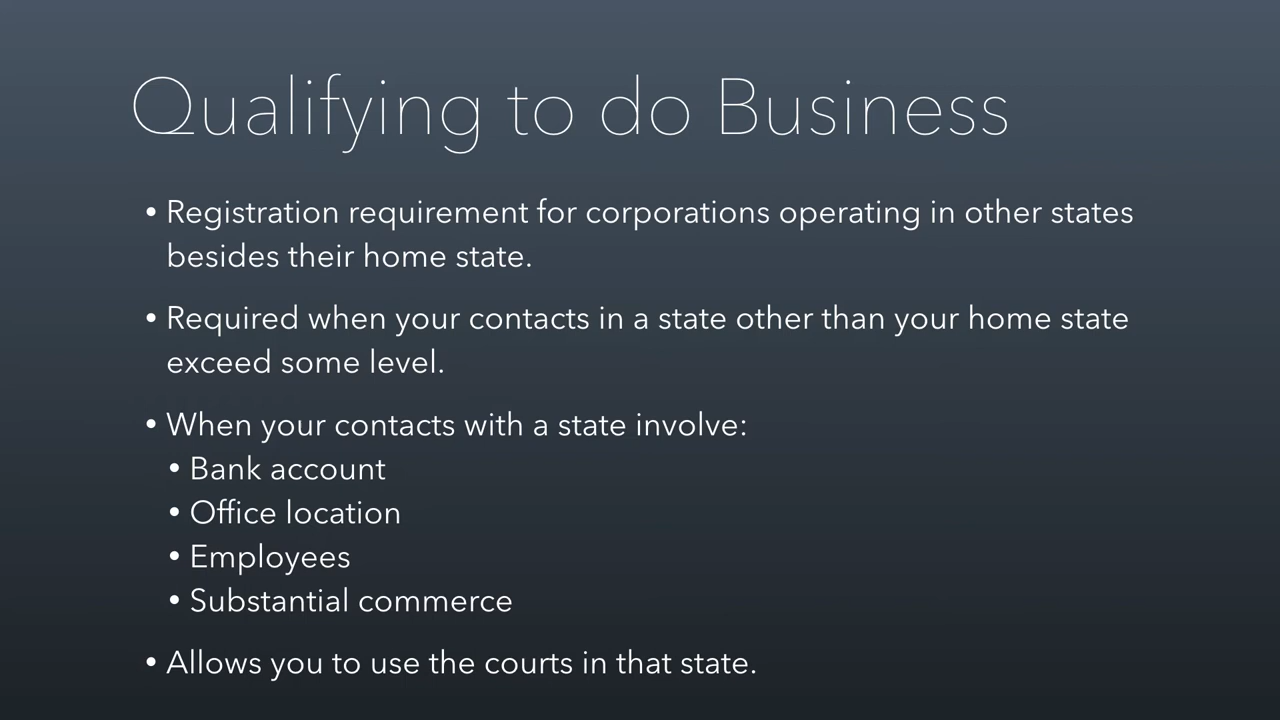 Qualifying to do Business
• Registration requirement for corporations operating in other states
besides their home state.
• Required when your contacts in a state other than your home state
exceed some level.
• When your contacts with a state involve:
• Bank account
• Office location
• Employees
• Substantial commerce
• Allows you to use the courts in that state.